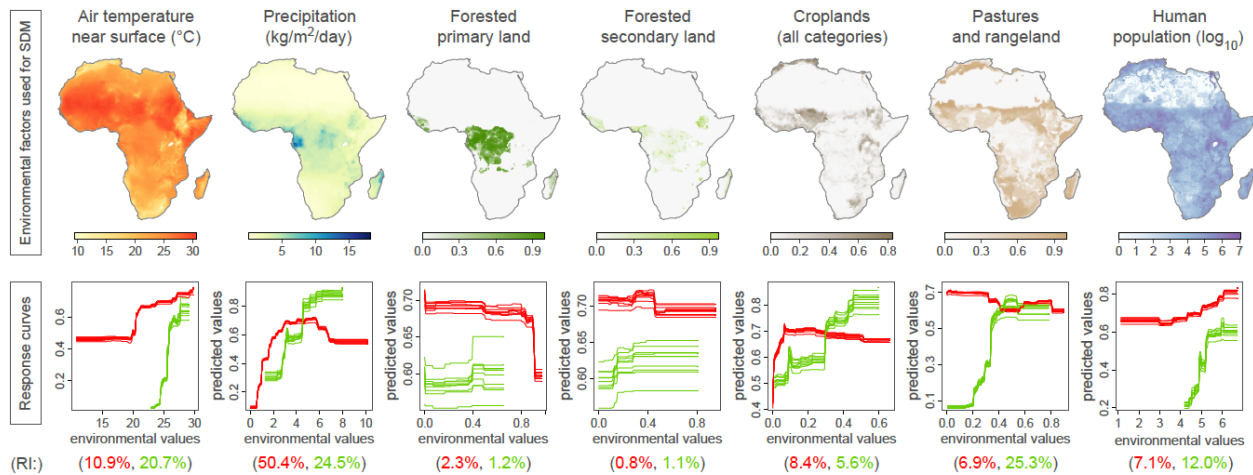 Environmental factors used for SDM
Air temperature
near surface (°C)
Precipitation
(kg/m²/day)
Forested
primary land
Forested
secondary land
Croplands
(all categories)
Pastures
and rangeland
Human
population (log₁₀)
10 15 20 25 30
5 10 15
0.0 0.3 0.6 0.9
0.0 0.3 0.6 0.9
0.0 0.2 0.4 0.6 0.8
0.0 0.3 0.6 0.9
0 1 2 3 4 5 6 7
Response curves
0.6
0.4
0.2
10 15 20 25 30
environmental values
predicted values
0.8
0.6
0.4
0.2
0 2 4 6 8 10
environmental values
predicted values
0.70
0.65
0.60
0.0 0.2 0.4 0.6 0.8
environmental values
predicted values
0.70
0.65
0.60
0.0 0.4 0.8
environmental values
predicted values
0.8
0.7
0.6
0.5
0.4
0.0 0.2 0.4 0.6
environmental values
predicted values
0.7
0.5
0.3
0.1
0.0 0.2 0.4 0.6 0.8
environmental values
predicted values
0.8
0.6
0.4
0.2
1 2 3 4 5 6 7
environmental values
(RI:) (10.9%, 20.7%) (50.4%, 24.5%) (2.3%, 1.2%) (0.8%, 1.1%) (8.4%, 5.6%) (6.9%, 25.3%) (7.1%, 12.0%)